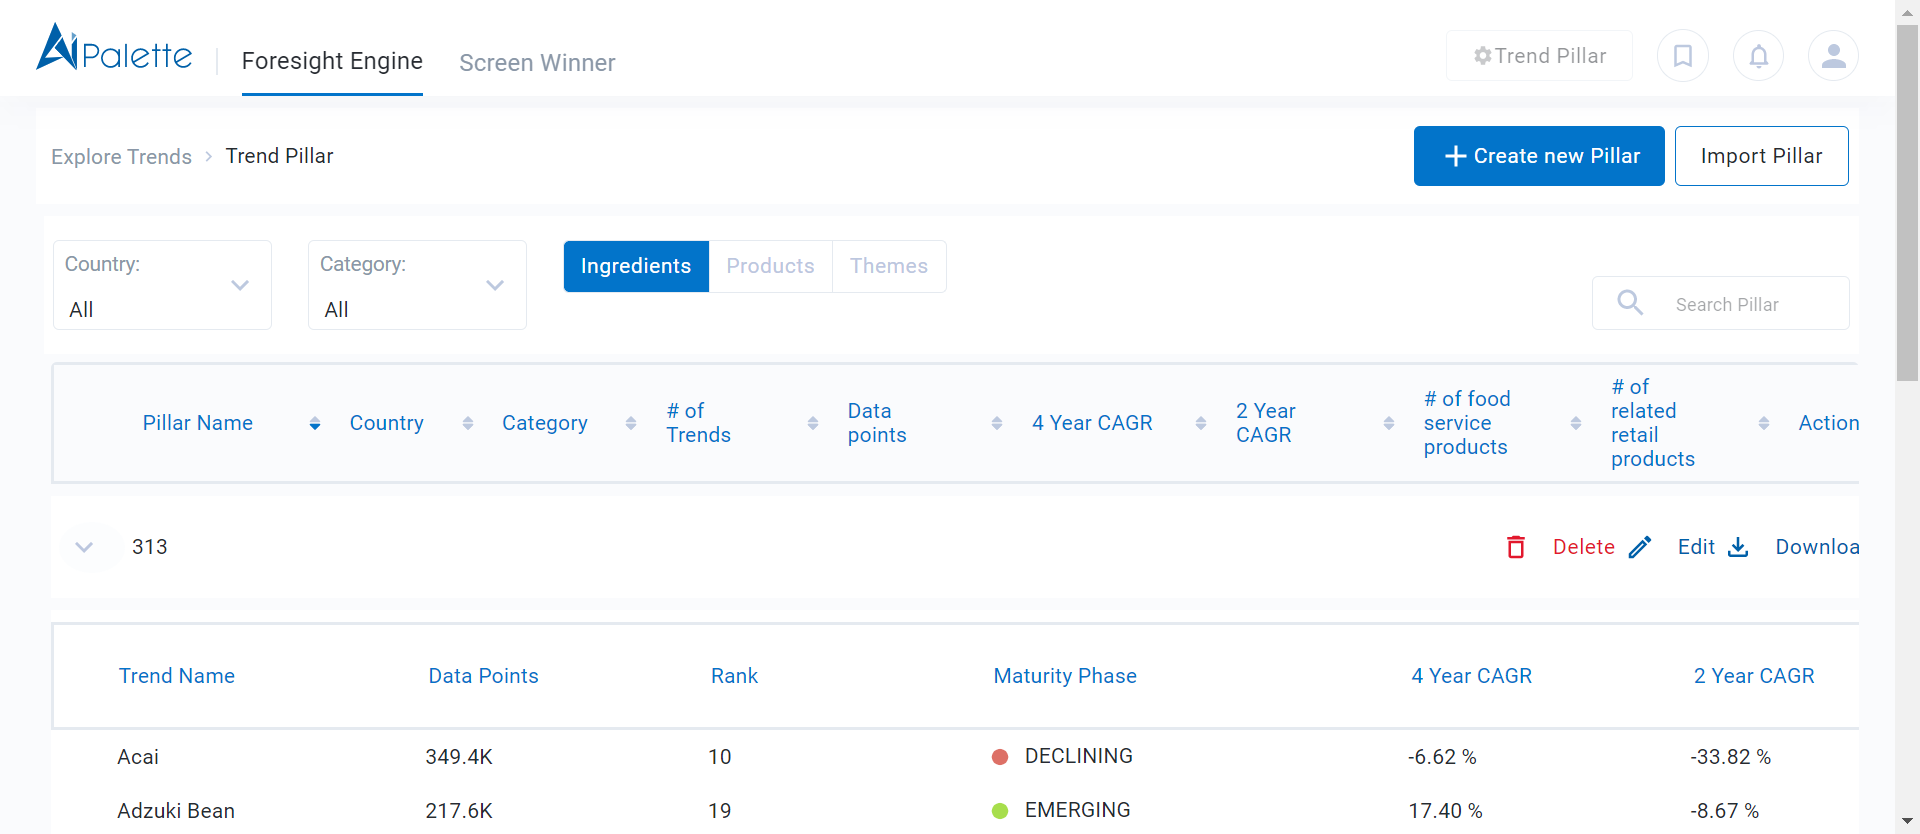 AiPalette
Foresight Engine
Screen Winner
Trend Pillar
Explore Trends > Trend Pillar
Create new Pillar
Import Pillar
Country:
All
Category:
All
Ingredients
Products
Themes
Search Pillar
Pillar Name
Country
Category
# of
Trends
Data
points
4 Year CAGR
2 Year
CAGR
# of food
service
products
# of
related
retail
products
Action
313
Delete
Edit
Downloa
Trend Name Data Points Rank Maturity Phase 4 Year CAGR 2 Year CAGR
Acai 349.4K 10 DECLINING -6.62 % -33.82 %
Adzuki Bean 217.6K 19 EMERGING 17.40 % -8.67 %